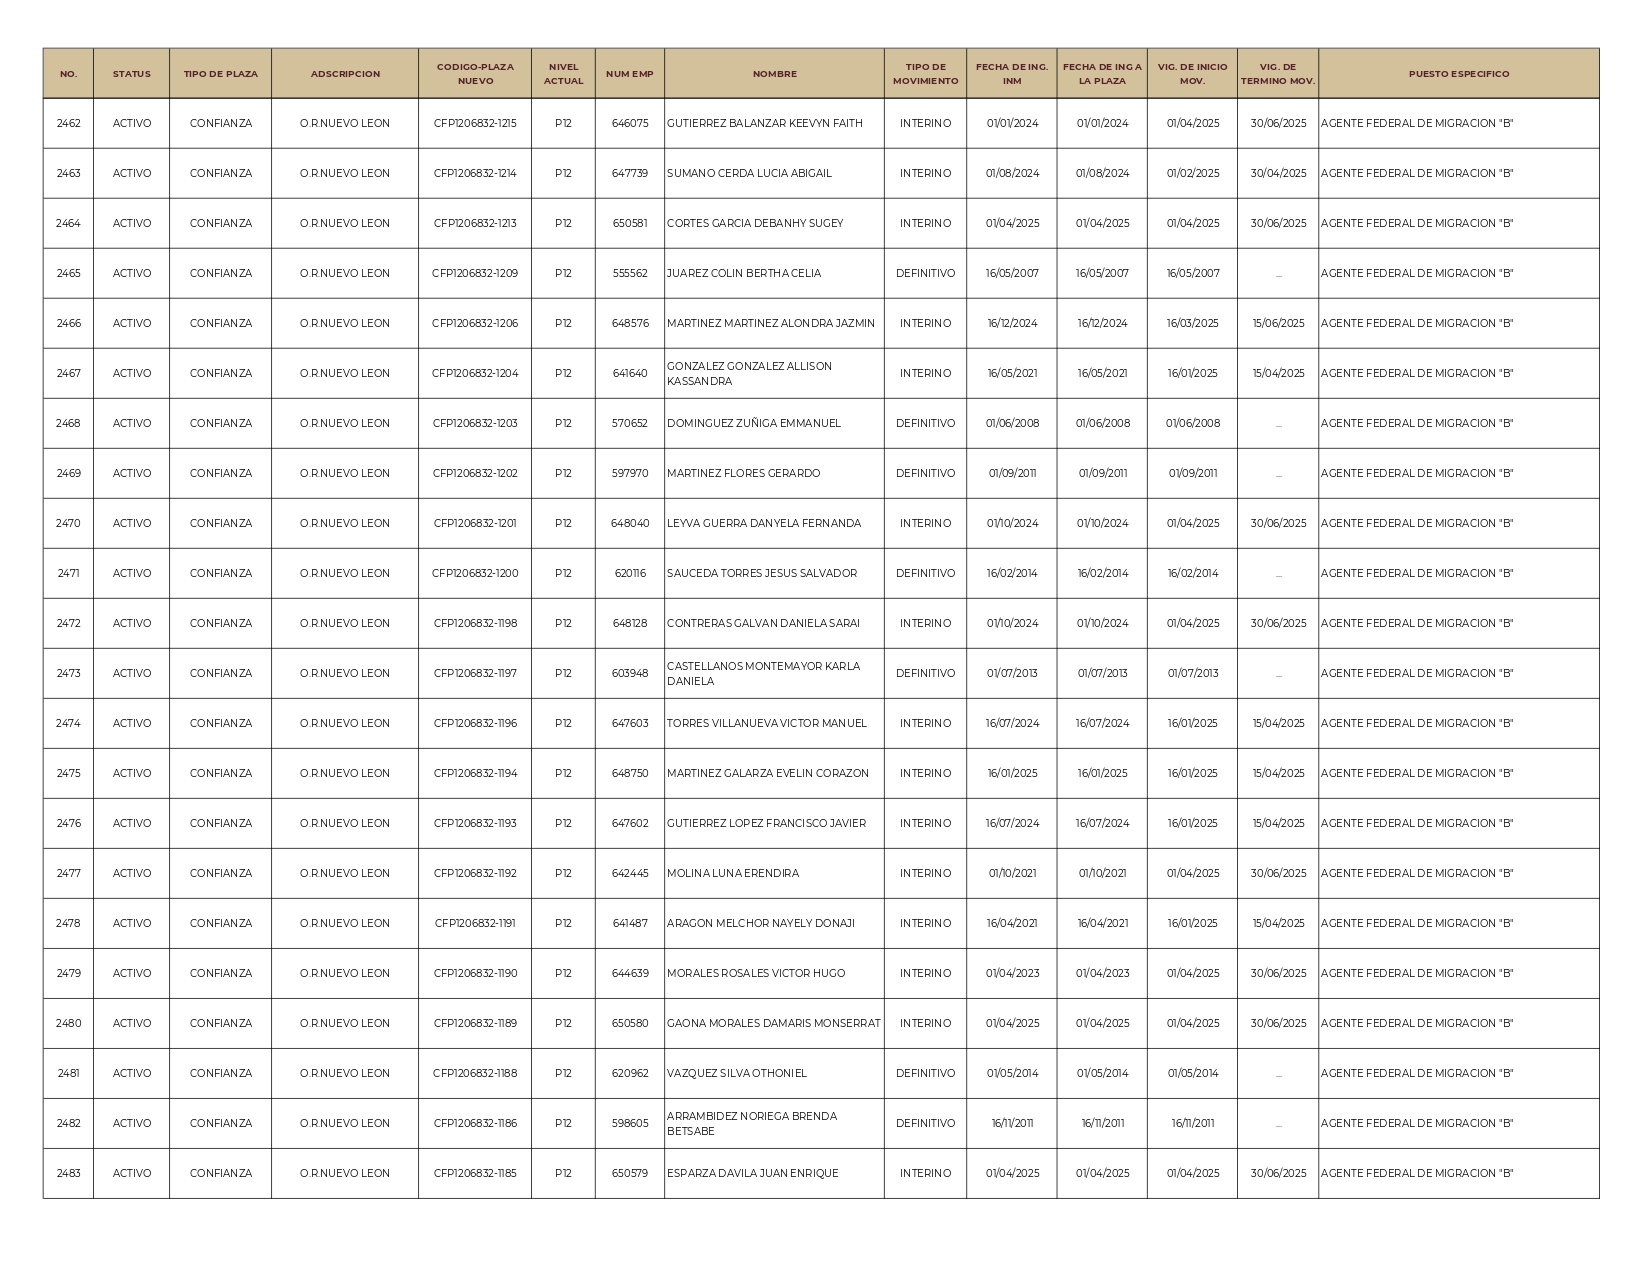 NO. STATUS TIPO DE PLAZA ADSCRIPCION CODIGO-PLAZA NUEVO NIVEL ACTUAL NUM EMP NOMBRE TIPO DE MOVIMIENTO FECHA DE ING. INM FECHA DE ING A LA PLAZA VIG. DE INICIO MOV. VIG. DE TERMINO MOV. PUESTO ESPECIFICO
2462 ACTIVO CONFIANZA O.R.NUEVO LEON CFP1206832-1215 P12 646075 GUTIERREZ BALANZAR KEEVYN FAITH INTERINO 01/01/2024 01/01/2024 01/04/2025 30/06/2025 AGENTE FEDERAL DE MIGRACION "B"
2463 ACTIVO CONFIANZA O.R.NUEVO LEON CFP1206832-1214 P12 647739 SUMANO CERDA LUCIA ABIGAIL INTERINO 01/08/2024 01/08/2024 01/02/2025 30/04/2025 AGENTE FEDERAL DE MIGRACION "B"
2464 ACTIVO CONFIANZA O.R.NUEVO LEON CFP1206832-1213 P12 650581 CORTES GARCIA DEBANHY SUGEY INTERINO 01/04/2025 01/04/2025 01/04/2025 30/06/2025 AGENTE FEDERAL DE MIGRACION "B"
2465 ACTIVO CONFIANZA O.R.NUEVO LEON CFP1206832-1209 P12 555562 JUAREZ COLIN BERTHA CELIA DEFINITIVO 16/05/2007 16/05/2007 16/05/2007 ... AGENTE FEDERAL DE MIGRACION "B"
2466 ACTIVO CONFIANZA O.R.NUEVO LEON CFP1206832-1206 P12 648576 MARTINEZ MARTINEZ ALONDRA JAZMIN INTERINO 16/12/2024 16/12/2024 16/03/2025 15/06/2025 AGENTE FEDERAL DE MIGRACION "B"
2467 ACTIVO CONFIANZA O.R.NUEVO LEON CFP1206832-1204 P12 641640 GONZALEZ GONZALEZ ALLISON KASSANDRA INTERINO 16/05/2021 16/05/2021 16/01/2025 15/04/2025 AGENTE FEDERAL DE MIGRACION "B"
2468 ACTIVO CONFIANZA O.R.NUEVO LEON CFP1206832-1203 P12 570652 DOMINGUEZ ZUÑIGA EMMANUEL DEFINITIVO 01/06/2008 01/06/2008 01/06/2008 ... AGENTE FEDERAL DE MIGRACION "B"
2469 ACTIVO CONFIANZA O.R.NUEVO LEON CFP1206832-1202 P12 597970 MARTINEZ FLORES GERARDO DEFINITIVO 01/09/2011 01/09/2011 01/09/2011 ... AGENTE FEDERAL DE MIGRACION "B"
2470 ACTIVO CONFIANZA O.R.NUEVO LEON CFP1206832-1201 P12 648040 LEYVA GUERRA DANYELA FERNANDA INTERINO 01/10/2024 01/10/2024 01/04/2025 30/06/2025 AGENTE FEDERAL DE MIGRACION "B"
2471 ACTIVO CONFIANZA O.R.NUEVO LEON CFP1206832-1200 P12 620116 SAUCEDA TORRES JESUS SALVADOR DEFINITIVO 16/02/2014 16/02/2014 16/02/2014 ... AGENTE FEDERAL DE MIGRACION "B"
2472 ACTIVO CONFIANZA O.R.NUEVO LEON CFP1206832-1198 P12 648128 CONTRERAS GALVAN DANIELA SARAI INTERINO 01/10/2024 01/10/2024 01/04/2025 30/06/2025 AGENTE FEDERAL DE MIGRACION "B"
2473 ACTIVO CONFIANZA O.R.NUEVO LEON CFP1206832-1197 P12 603948 CASTELLANOS MONTEMAYOR KARLA DANIELA DEFINITIVO 01/07/2013 01/07/2013 01/07/2013 ... AGENTE FEDERAL DE MIGRACION "B"
2474 ACTIVO CONFIANZA O.R.NUEVO LEON CFP1206832-1196 P12 647603 TORRES VILLANUEVA VICTOR MANUEL INTERINO 16/07/2024 16/07/2024 16/01/2025 15/04/2025 AGENTE FEDERAL DE MIGRACION "B"
2475 ACTIVO CONFIANZA O.R.NUEVO LEON CFP1206832-1194 P12 648750 MARTINEZ GALARZA EVELIN CORAZON INTERINO 16/01/2025 16/01/2025 16/01/2025 15/04/2025 AGENTE FEDERAL DE MIGRACION "B"
2476 ACTIVO CONFIANZA O.R.NUEVO LEON CFP1206832-1193 P12 647602 GUTIERREZ LOPEZ FRANCISCO JAVIER INTERINO 16/07/2024 16/07/2024 16/01/2025 15/04/2025 AGENTE FEDERAL DE MIGRACION "B"
2477 ACTIVO CONFIANZA O.R.NUEVO LEON CFP1206832-1192 P12 642445 MOLINA LUNA ERENDIRA INTERINO 01/10/2021 01/10/2021 01/04/2025 30/06/2025 AGENTE FEDERAL DE MIGRACION "B"
2478 ACTIVO CONFIANZA O.R.NUEVO LEON CFP1206832-1191 P12 641487 ARAGON MELCHOR NAYELY DONAJI INTERINO 16/04/2021 16/04/2021 16/01/2025 15/04/2025 AGENTE FEDERAL DE MIGRACION "B"
2479 ACTIVO CONFIANZA O.R.NUEVO LEON CFP1206832-1190 P12 644639 MORALES ROSALES VICTOR HUGO INTERINO 01/04/2023 01/04/2023 01/04/2025 30/06/2025 AGENTE FEDERAL DE MIGRACION "B"
2480 ACTIVO CONFIANZA O.R.NUEVO LEON CFP1206832-1189 P12 650580 GAONA MORALES DAMARIS MONSERRAT INTERINO 01/04/2025 01/04/2025 01/04/2025 30/06/2025 AGENTE FEDERAL DE MIGRACION "B"
2481 ACTIVO CONFIANZA O.R.NUEVO LEON CFP1206832-1188 P12 620962 VAZQUEZ SILVA OTHONIEL DEFINITIVO 01/05/2014 01/05/2014 01/05/2014 ... AGENTE FEDERAL DE MIGRACION "B"
2482 ACTIVO CONFIANZA O.R.NUEVO LEON CFP1206832-1186 P12 598605 ARRAMBIDEZ NORIEGA BRENDA BETSABE DEFINITIVO 16/11/2011 16/11/2011 16/11/2011 ... AGENTE FEDERAL DE MIGRACION "B"
2483 ACTIVO CONFIANZA O.R.NUEVO LEON CFP1206832-1185 P12 650579 ESPARZA DAVILA JUAN ENRIQUE INTERINO 01/04/2025 01/04/2025 01/04/2025 30/06/2025 AGENTE FEDERAL DE MIGRACION "B"